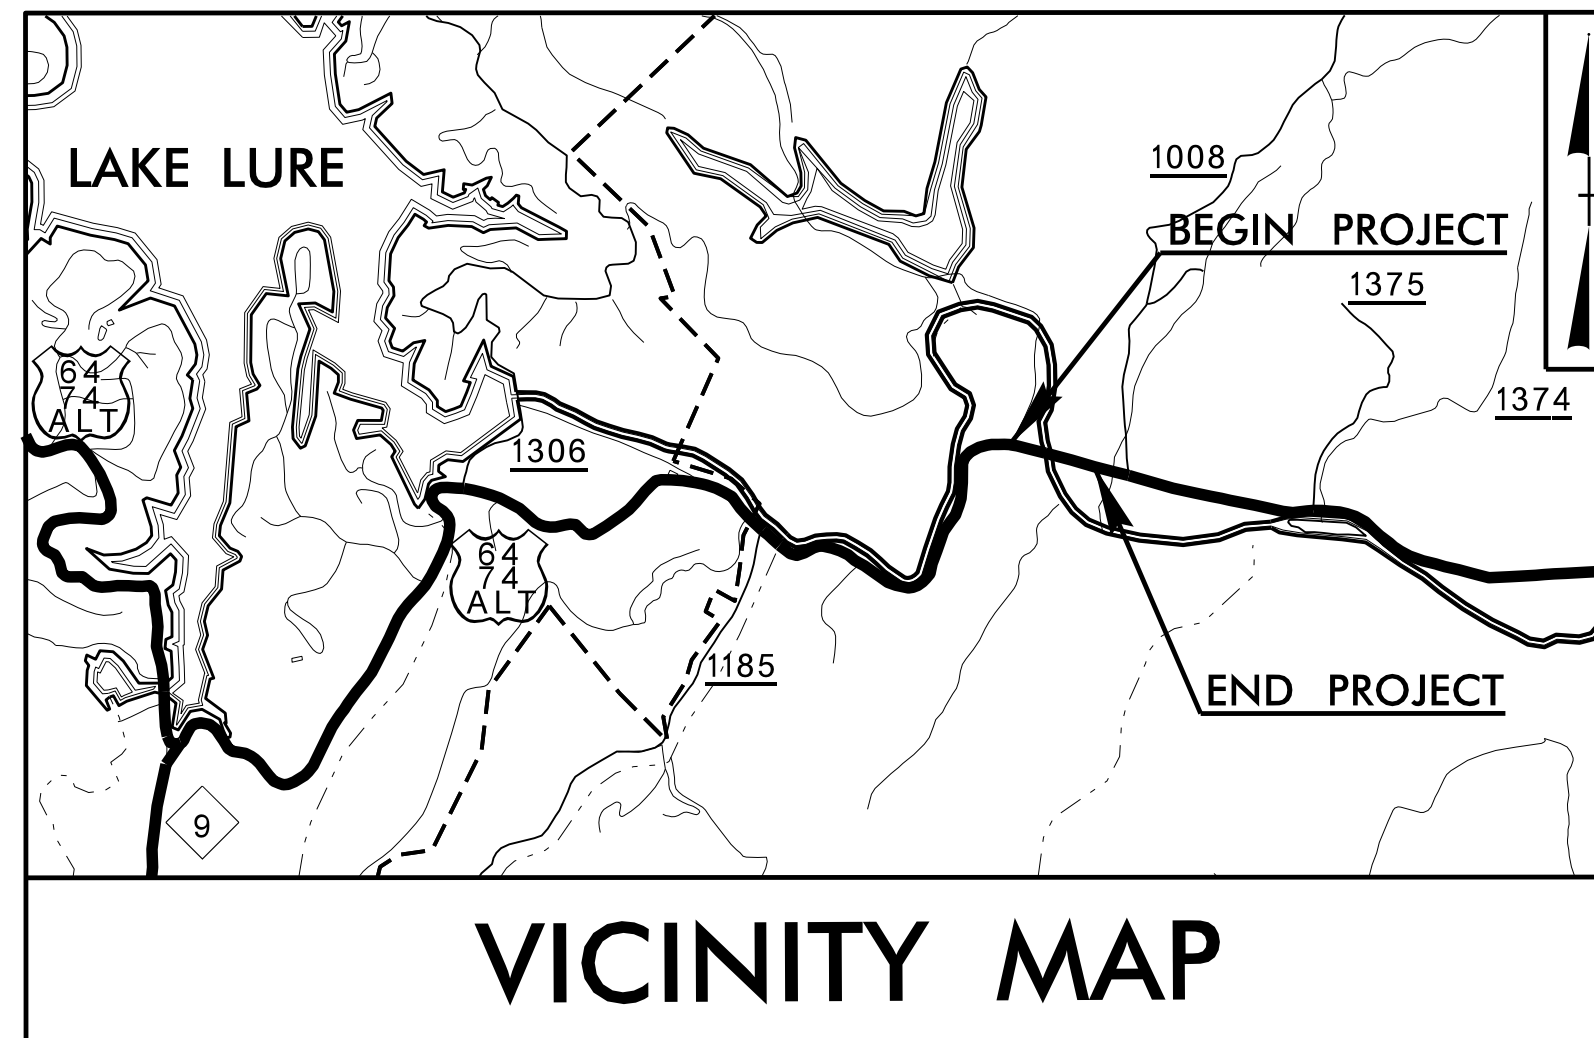 LAKE LURE
1008
BEGIN PROJECT
1375
64
74
ALT
1374
1306
64
74
ALT
1185
END PROJECT
9
VICINITY MAP